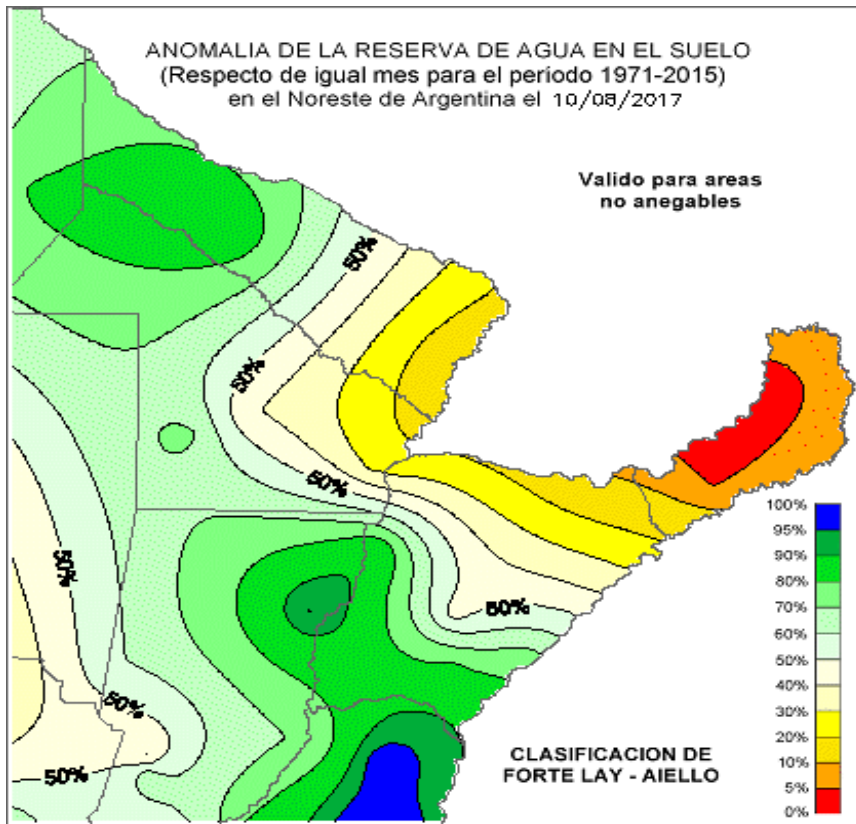 ANOMALIA DE LA RESERVA DE AGUA EN EL SUELO
(Respecto de igual mes para el período 1971-2015)
en el Noreste de Argentina el 10/08/2017
Valido para areas
no anegables
50%
50%
50%
50%
50%
50%
50%
100%
95%
90%
80%
70%
60%
50%
40%
30%
20%
10%
5%
0%
CLASIFICACION DE
FORTE LAY - AIELLO